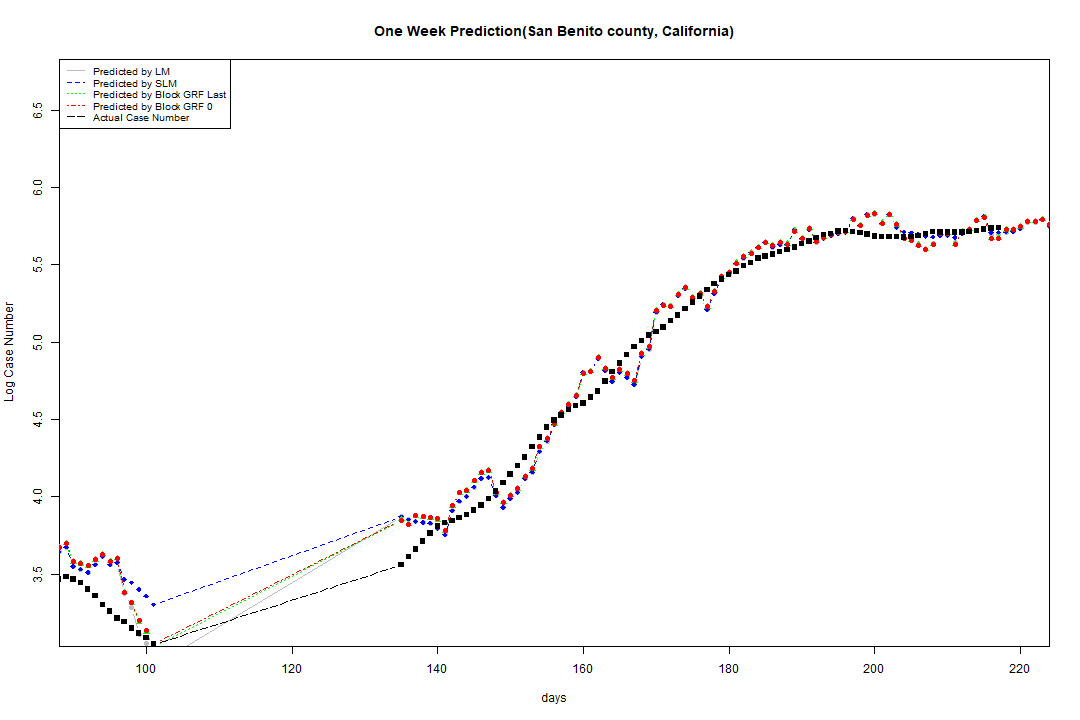 One Week Prediction(San Benito county, California)
Predicted by LM
Predicted by SLM
Predicted by Block GRF Last
Predicted by Block GRF 0
Actual Case Number
6.5
6.0
5.5
5.0
4.5
4.0
3.5
Log Case Number
100 120 140 160 180 200 220
days